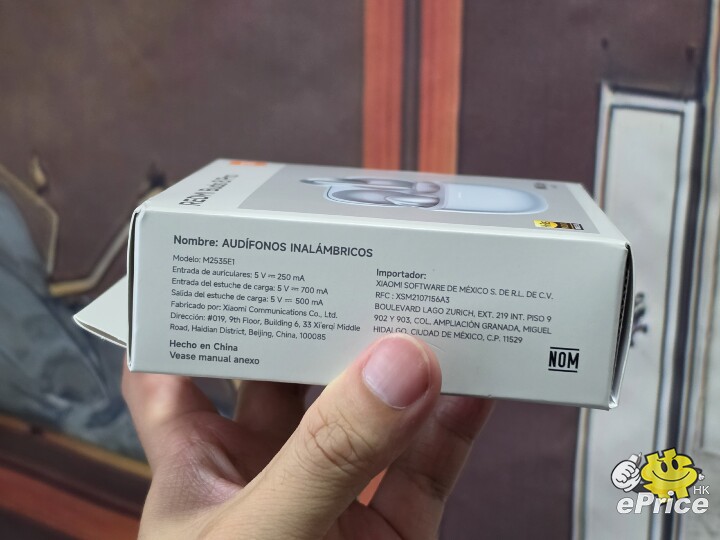 REDMI Buds 8 Pro
Nombre: AUDÍFONOS INALÁMBRICOS
Modelo: M2535E1
Entrada de auriculares: 5 V⎓250 mA
Entrada del estuche de carga: 5 V⎓700 mA
Salida del estuche de carga: 5 V⎓500 mA
Fabricado por: Xiaomi Communications Co., Ltd.
Dirección: #019, 9th Floor, Building 6, 33 Xi'erqi Middle
Road, Haidian District, Beijing, China, 100085
Hecho en China
Vease manual anexo
Importador:
XIAOMI SOFTWARE DE MÉXICO S. DE R.L. DE C.V.
RFC : XSM2107156A3
BOULEVARD LAGO ZURICH, EXT. 219 INT. PISO 9
902 Y 903, COL. AMPLIACIÓN GRANADA, MIGUEL
HIDALGO, CIUDAD DE MÉXICO, C.P. 11529
NOM
HK
ePrice